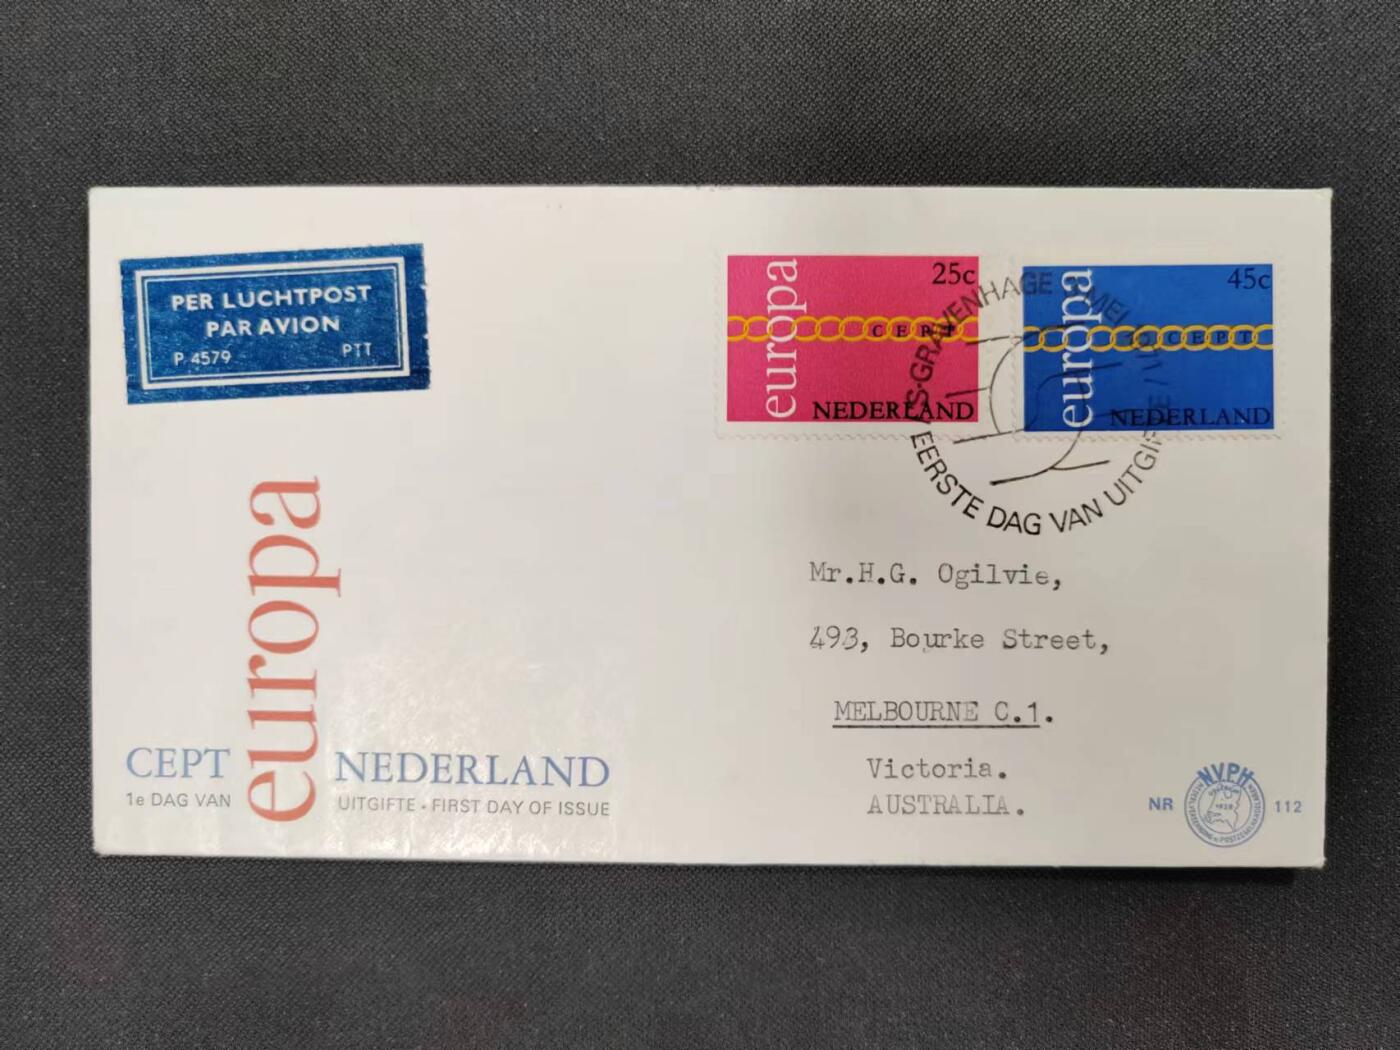 PER LUCHTPOST
PAR AVION
P. 4579 PTT
europa
25c
CEPT
NEDERLAND
europa
45c
CEPT
NEDERLAND
'S-GRAVENHAGE MEI
EERSTE DAG VAN UITGIFTE
Mr.H.G. Ogilvie,
493, Bourke Street,
MELBOURNE C.1.
Victoria.
AUSTRALIA.
europa
CEPT NEDERLAND
1e DAG VAN UITGIFTE • FIRST DAY OF ISSUE
NR NVPH 112